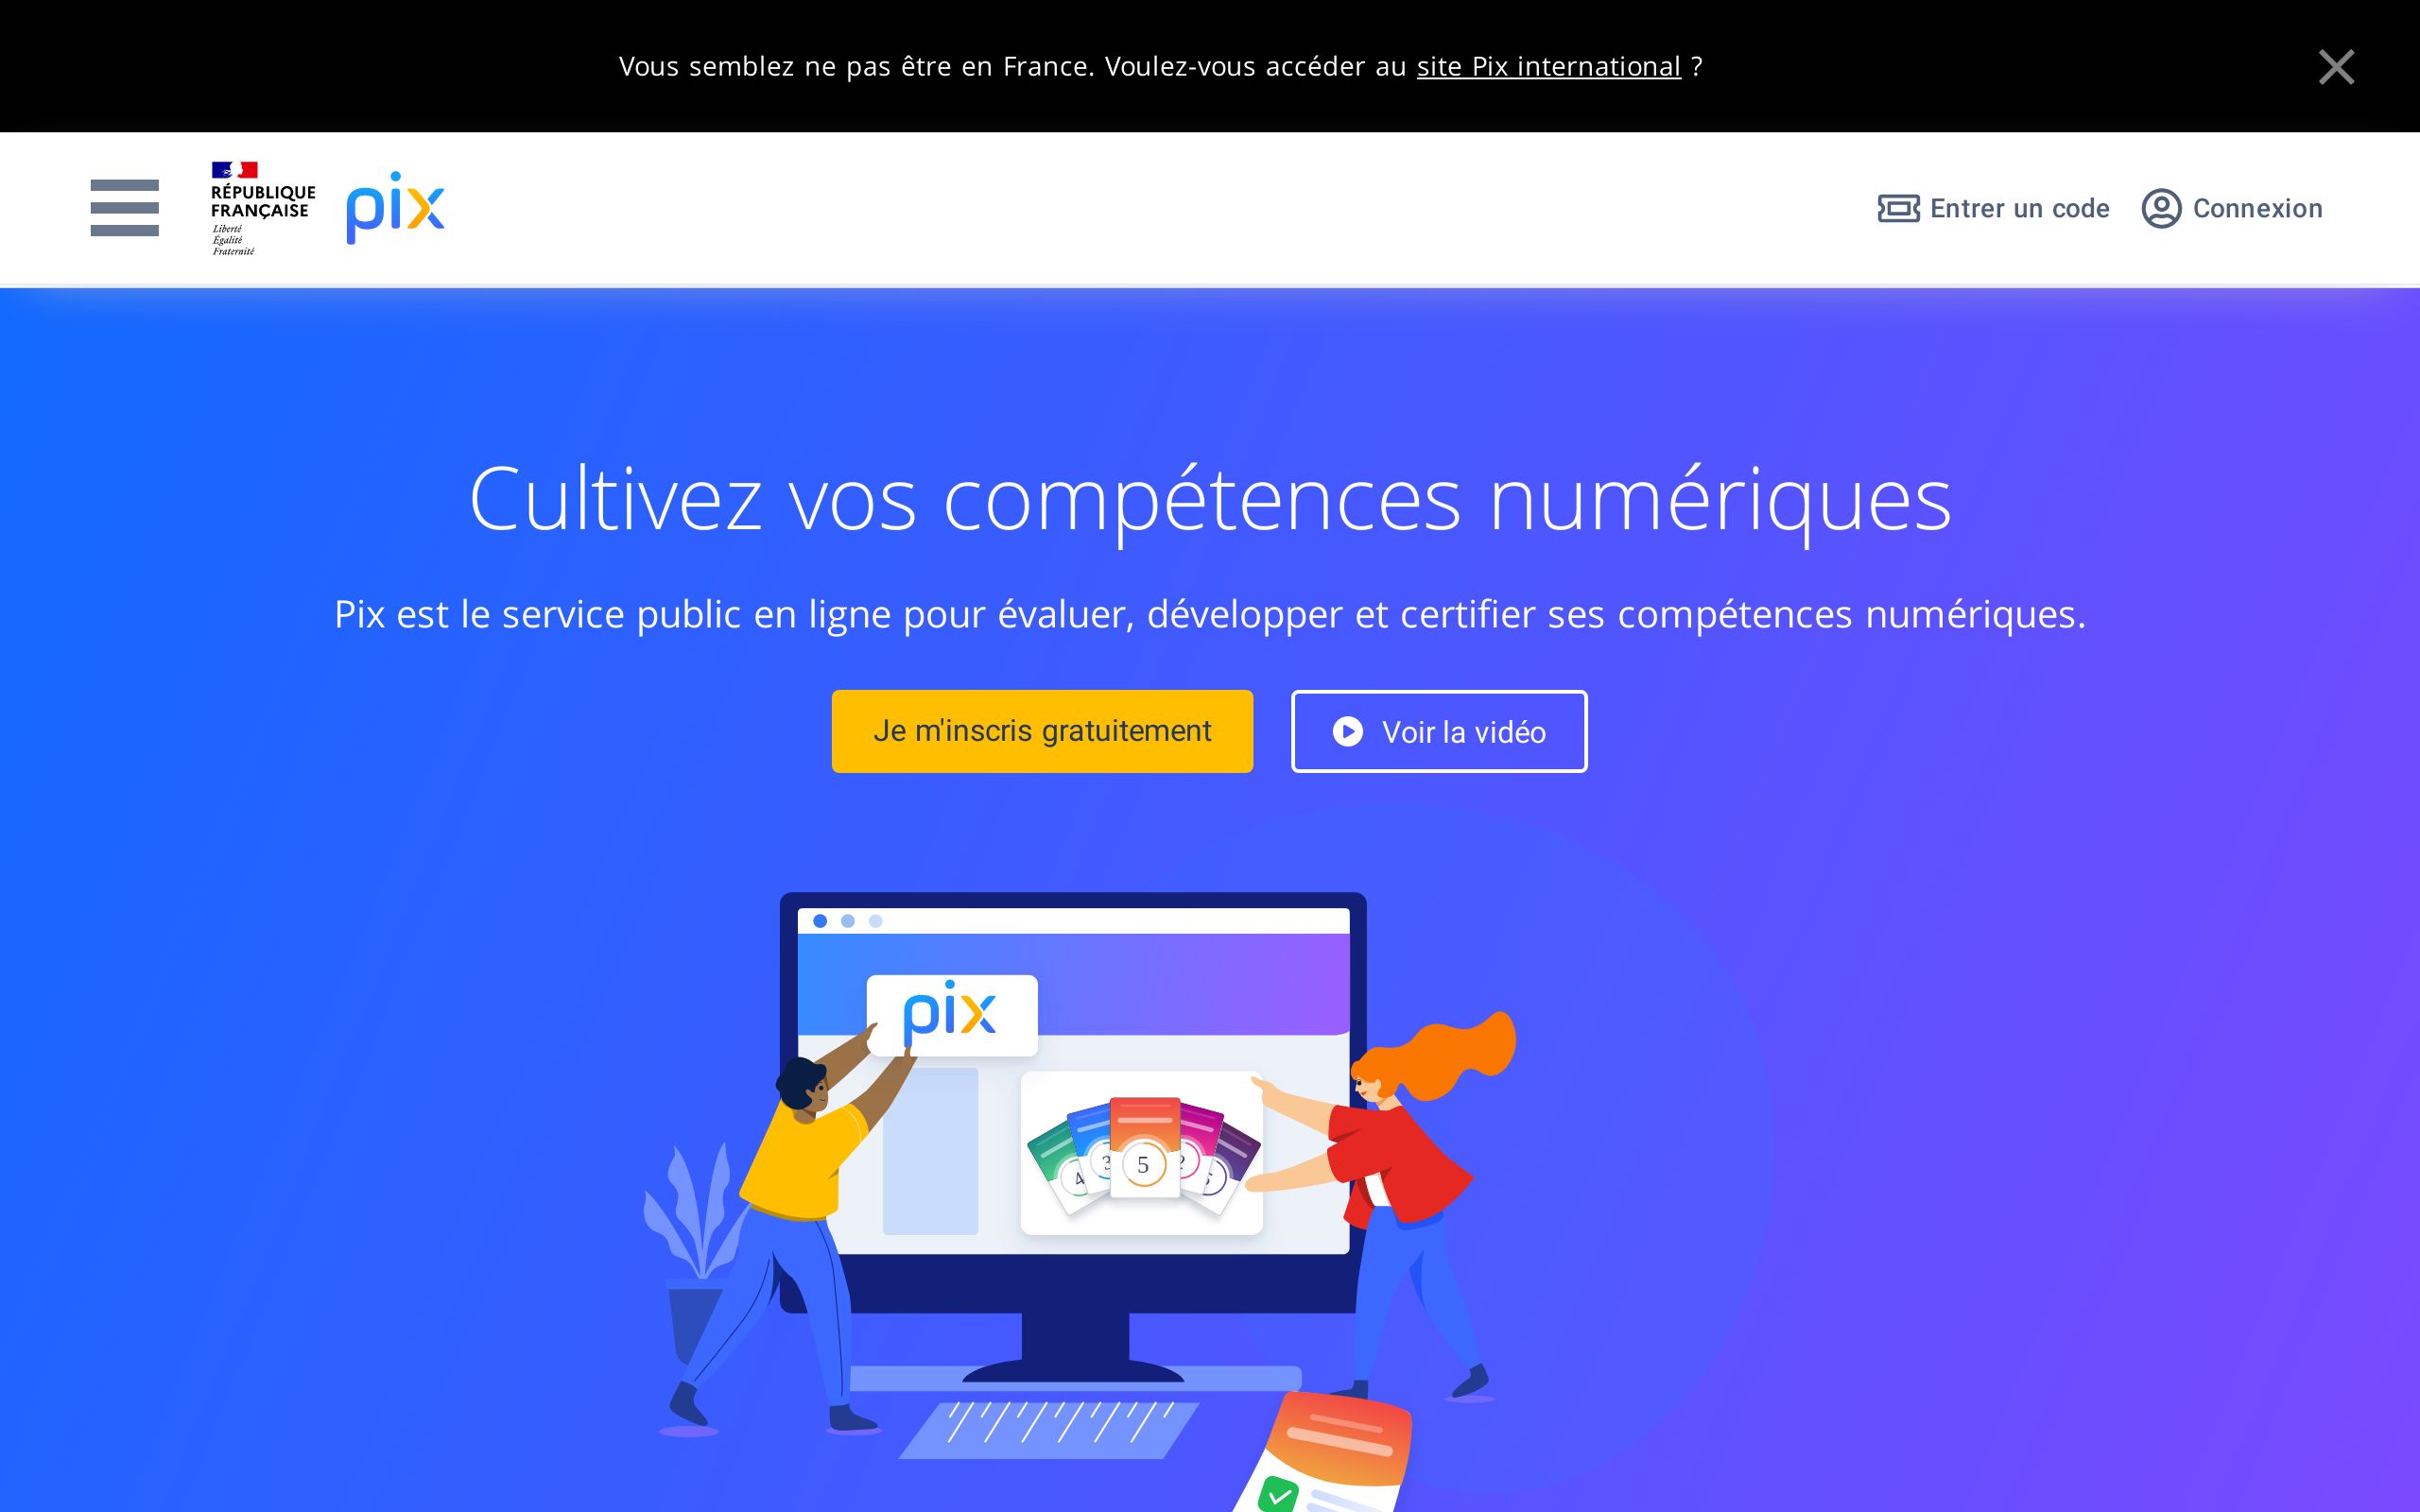 Vous semblez ne pas être en France. Voulez-vous accéder au site Pix international ?
RÉPUBLIQUE
FRANÇAISE
Liberté
Égalité
Fraternité
pix
Entrer un code
Connexion
Cultivez vos compétences numériques
Pix est le service public en ligne pour évaluer, développer et certifier ses compétences numériques.
Je m'inscris gratuitement
Voir la vidéo
pix
4 3 5 2 5